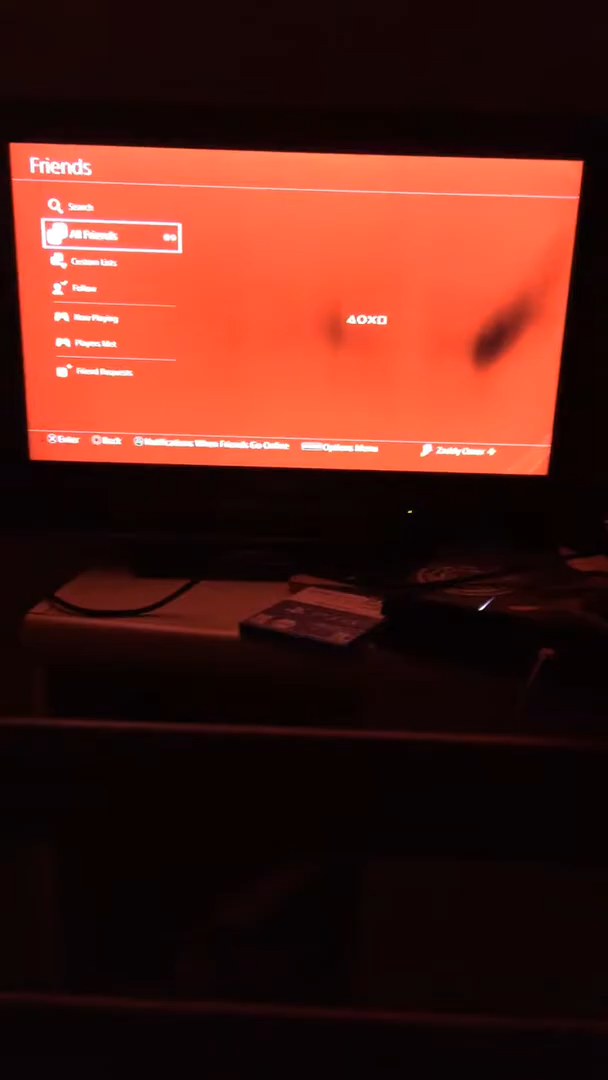 Friends
Search
All Friends
Custom Lists
Follow
Now Playing
Players Met
Friend Requests
Enter Back Notifications When Friends Go Online Options Menu